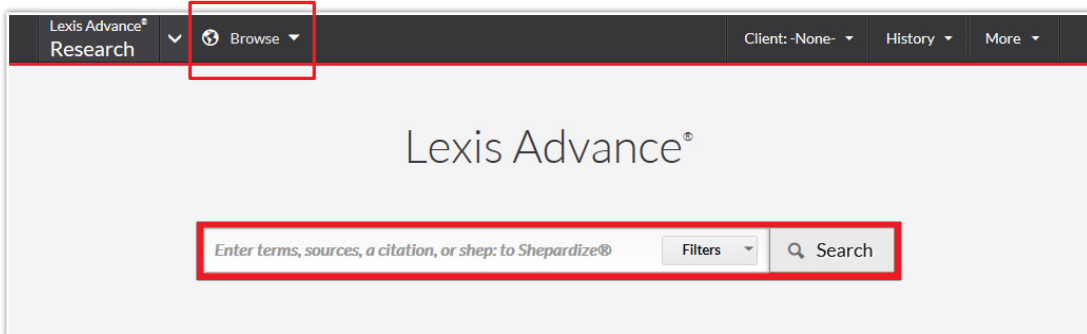 Lexis Advance®
Research
Browse
Client: -None-
History
More
Lexis Advance®
Enter terms, sources, a citation, or shep: to Shepardize®
Filters
Search